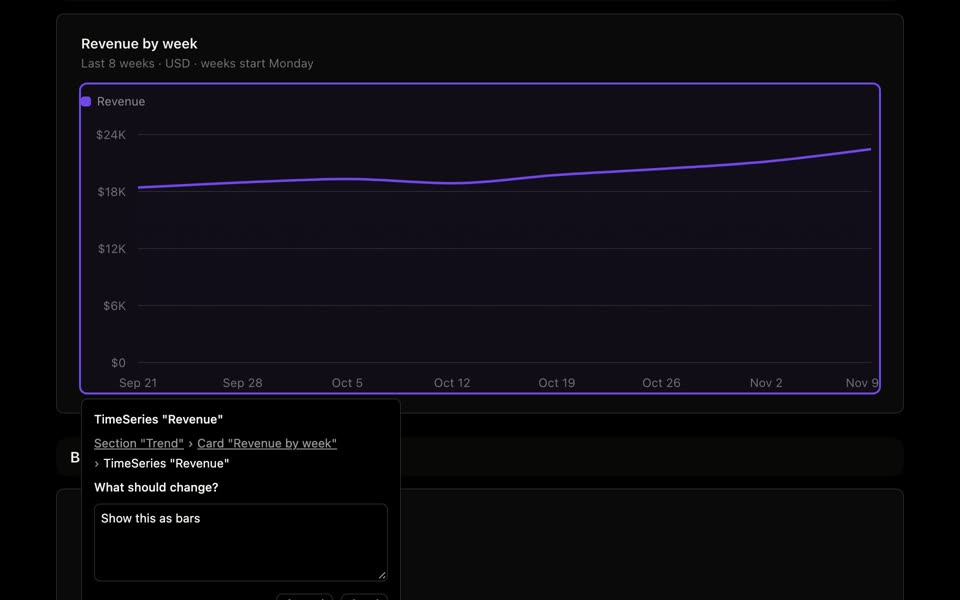 Revenue by week
Last 8 weeks · USD · weeks start Monday
Revenue
$24K
$18K
$12K
$6K
$0
Sep 21 Sep 28 Oct 5 Oct 12 Oct 19 Oct 26 Nov 2 Nov 9
TimeSeries "Revenue"
Section "Trend" › Card "Revenue by week"
› TimeSeries "Revenue"
What should change?
Show this as bars